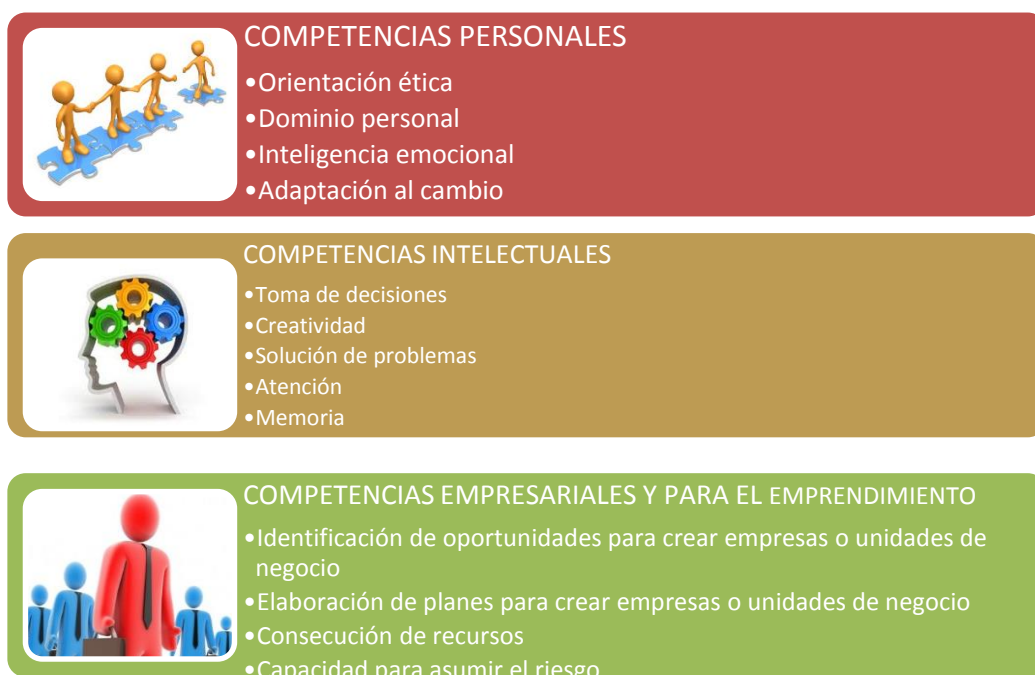 COMPETENCIAS PERSONALES
•Orientación ética
•Dominio personal
•Inteligencia emocional
•Adaptación al cambio
COMPETENCIAS INTELECTUALES
•Toma de decisiones
•Creatividad
•Solución de problemas
•Atención
•Memoria
COMPETENCIAS EMPRESARIALES Y PARA EL EMPRENDIMIENTO
•Identificación de oportunidades para crear empresas o unidades de
negocio
•Elaboración de planes para crear empresas o unidades de negocio
•Consecución de recursos
•Capacidad para asumir el riesgo